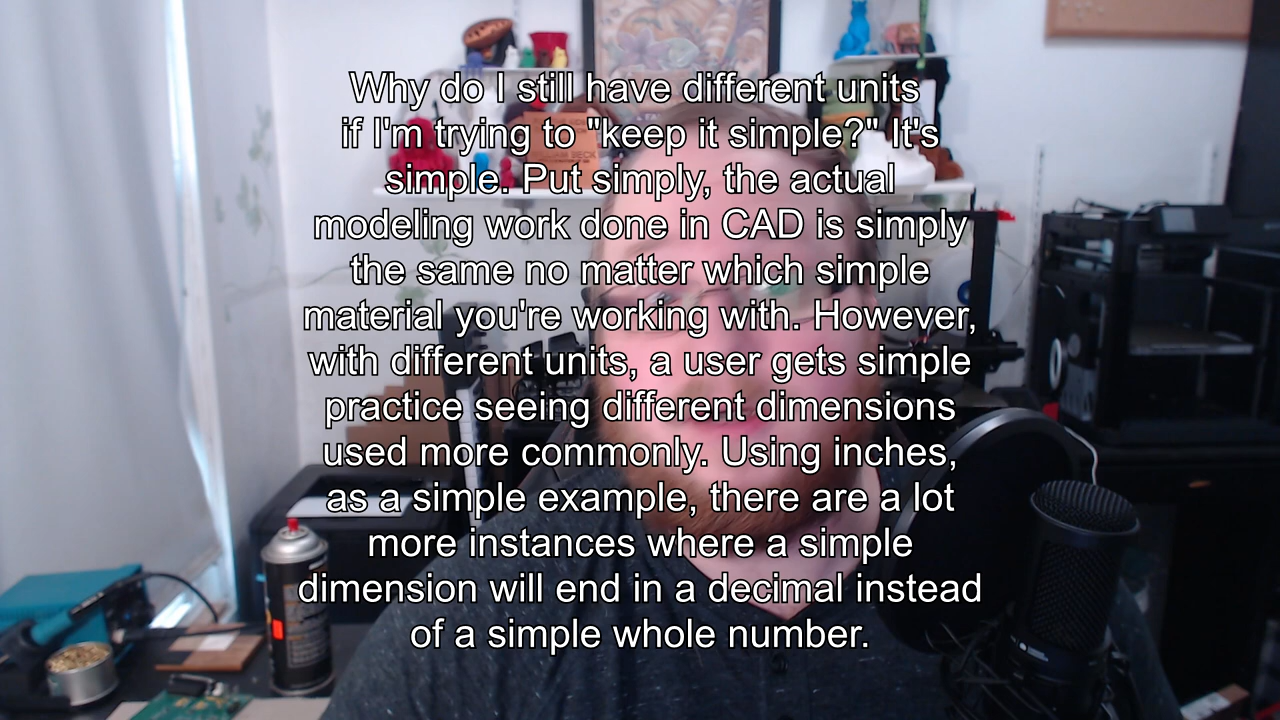 Why do I still have different units
if I'm trying to "keep it simple?" It's
simple. Put simply, the actual
modeling work done in CAD is simply
the same no matter which simple
material you're working with. However,
with different units, a user gets simple
practice seeing different dimensions
used more commonly. Using inches,
as a simple example, there are a lot
more instances where a simple
dimension will end in a decimal instead
of a simple whole number.